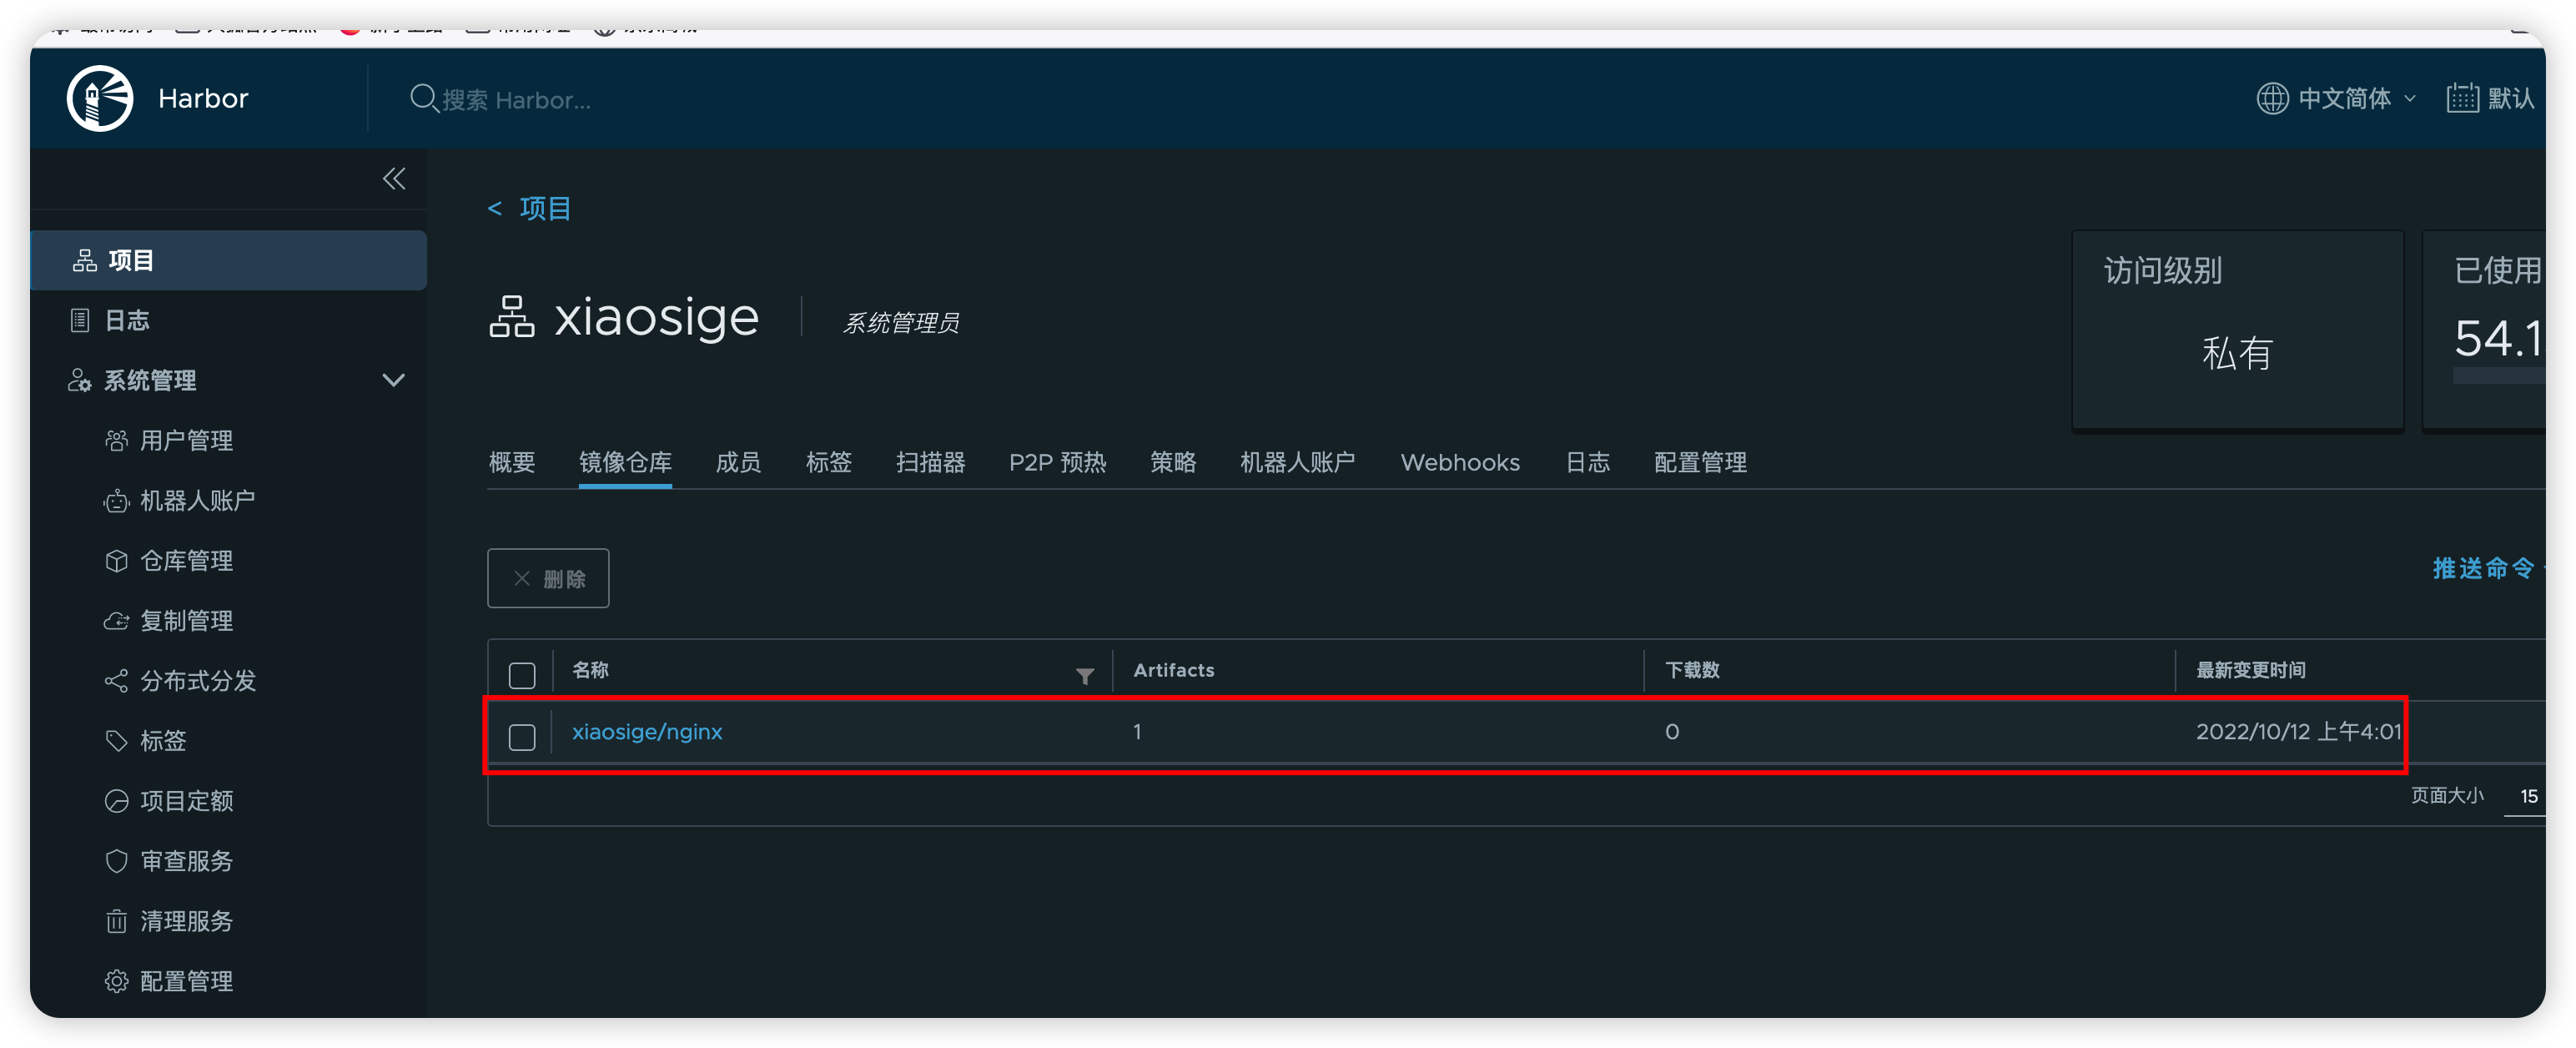 Harbor
搜索 Harbor...
中文简体
默认
项目
日志
系统管理
用户管理
机器人账户
仓库管理
复制管理
分布式分发
标签
项目定额
审查服务
清理服务
配置管理
< 项目
xiaosige
系统管理员
访问级别
私有
已使用
54.1
概要 镜像仓库 成员 标签 扫描器 P2P 预热 策略 机器人账户 Webhooks 日志 配置管理
删除
推送命令
名称 Artifacts 下载数 最新变更时间
xiaosige/nginx 1 0 2022/10/12 上午4:01
页面大小 15